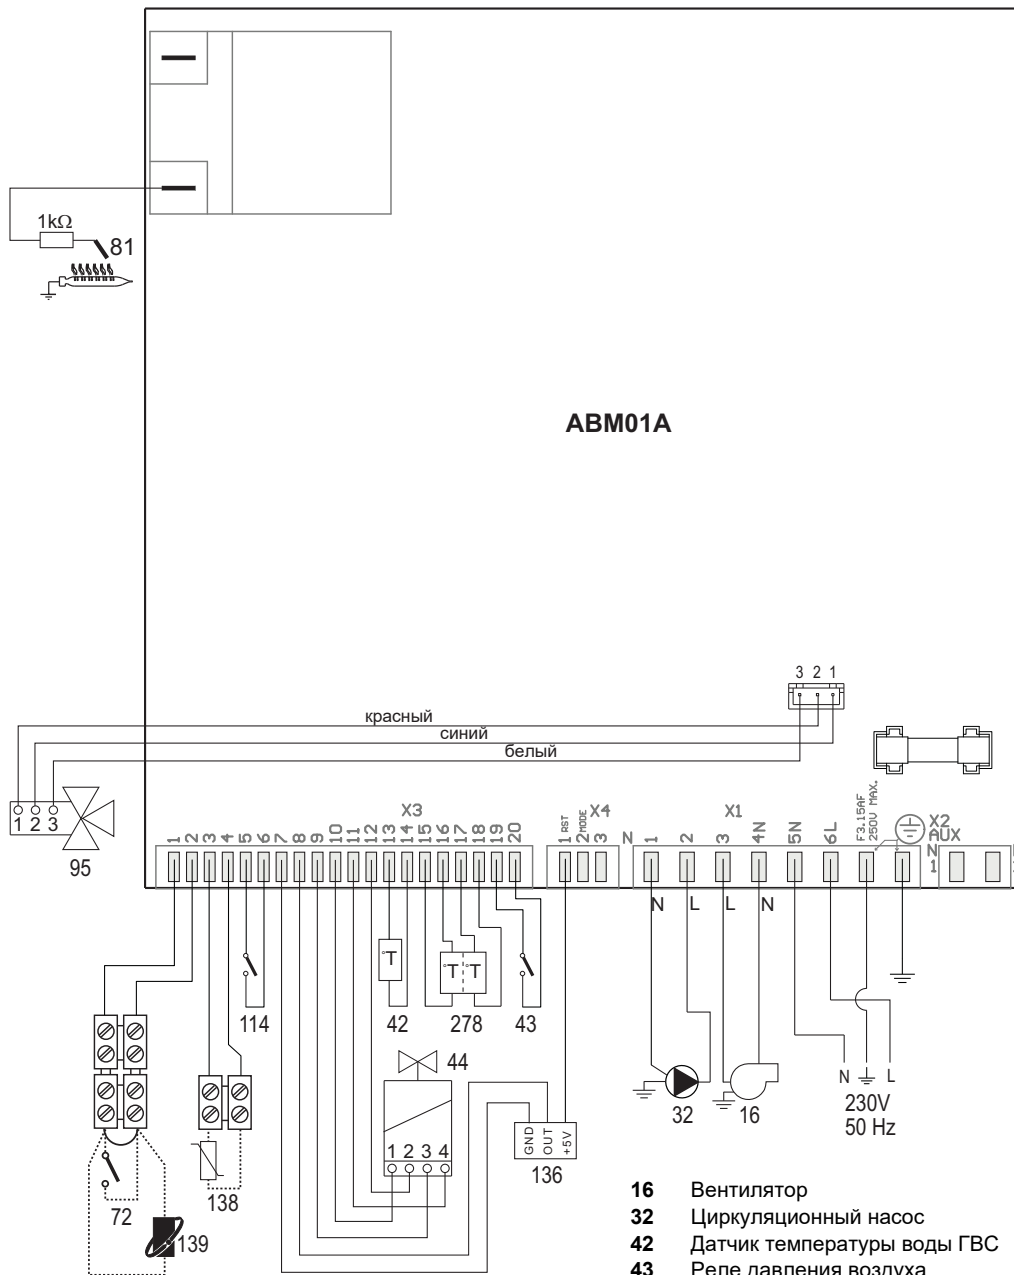 1kΩ
81
ABM01A
3 2 1
красный
синий
белый
1 2 3
95
X3
1 2 3 4 5 6 7 8 9 10 11 12 13 14 15 16 17 18 19 20
X4
1 RST
2 MODE
3
N
X1
1 2 3 4N 5N 6L
F3.15AF
250V MAX.
X2
AUX
N
1
N L L N
°T
°T °T
114
42
278
43
44
1 2 3 4
GND
OUT
+5V
136
32
16
N L
230V
50 Hz
72
138
139
16 Вентилятор
32 Циркуляционный насос
42 Датчик температуры воды ГВС
43 Реле давления воздуха